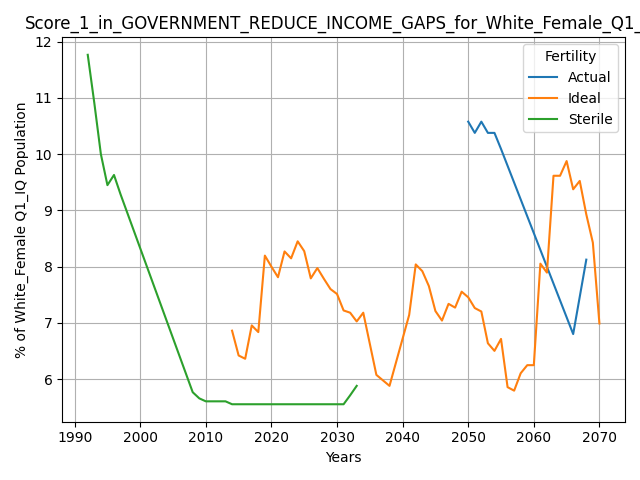 Score_1_in_GOVERNMENT_REDUCE_INCOME_GAPS_for_White_Female_Q1_
Fertility
Actual
Ideal
Sterile
% of White_Female Q1_IQ Population
12
11
10
9
8
7
6
1990 2000 2010 2020 2030 2040 2050 2060 2070
Years